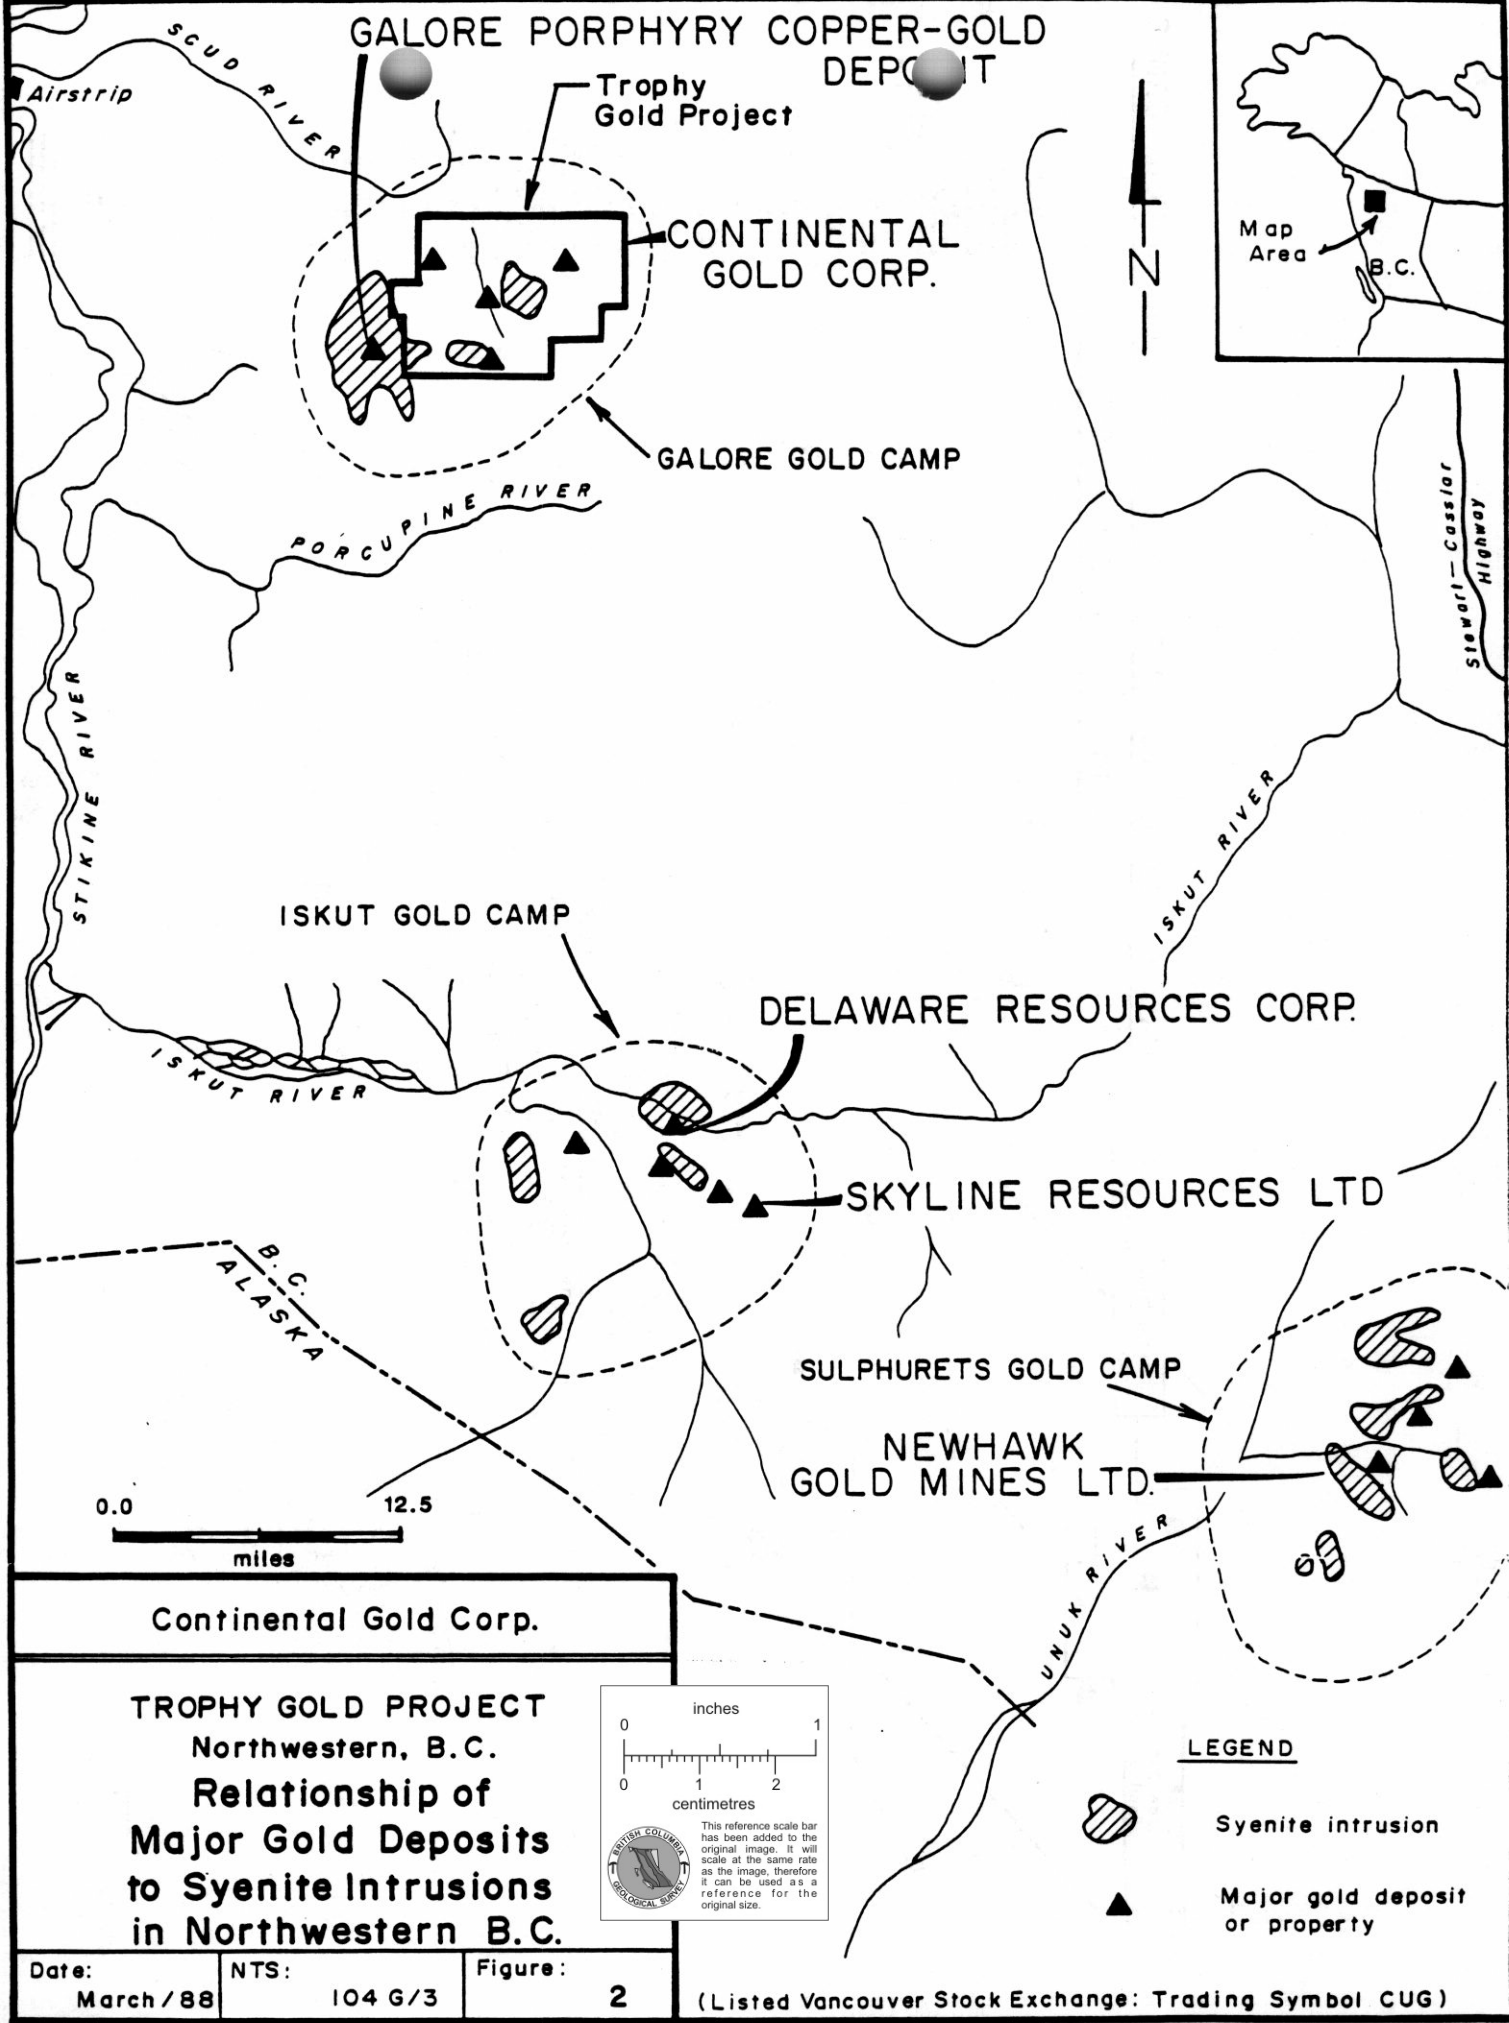 GALORE PORPHYRY COPPER-GOLD
SCUD RIVER
Airstrip
Trophy
Gold Project
CONTINENTAL
GOLD CORP.
N
Map
Area
B.C.
GALORE GOLD CAMP
PORCUPINE RIVER
Stewart-Cassiar
Highway
STIKINE RIVER
ISKUT RIVER
ISKUT GOLD CAMP
DELAWARE RESOURCES CORP.
ISKUT RIVER
SKYLINE RESOURCES LTD
B.C.
ALASKA
SULPHURETS GOLD CAMP
NEWHAWK
GOLD MINES LTD.
0.0 12.5
miles
UNUK RIVER
Continental Gold Corp.
TROPHY GOLD PROJECT
Northwestern, B.C.
Relationship of
Major Gold Deposits
to Syenite Intrusions
in Northwestern B.C.
Date:
March/88
NTS:
104 G/3
Figure:
2
inches
0 1
0 1 2
centimetres
BRITISH COLUMBIA
GEOLOGICAL SURVEY
This reference scale bar
has been added to the
original image. It will
scale at the same rate
as the image, therefore
it can be used as a
reference for the
original size.
LEGEND
Syenite intrusion
Major gold deposit
or property
(Listed Vancouver Stock Exchange: Trading Symbol CUG)